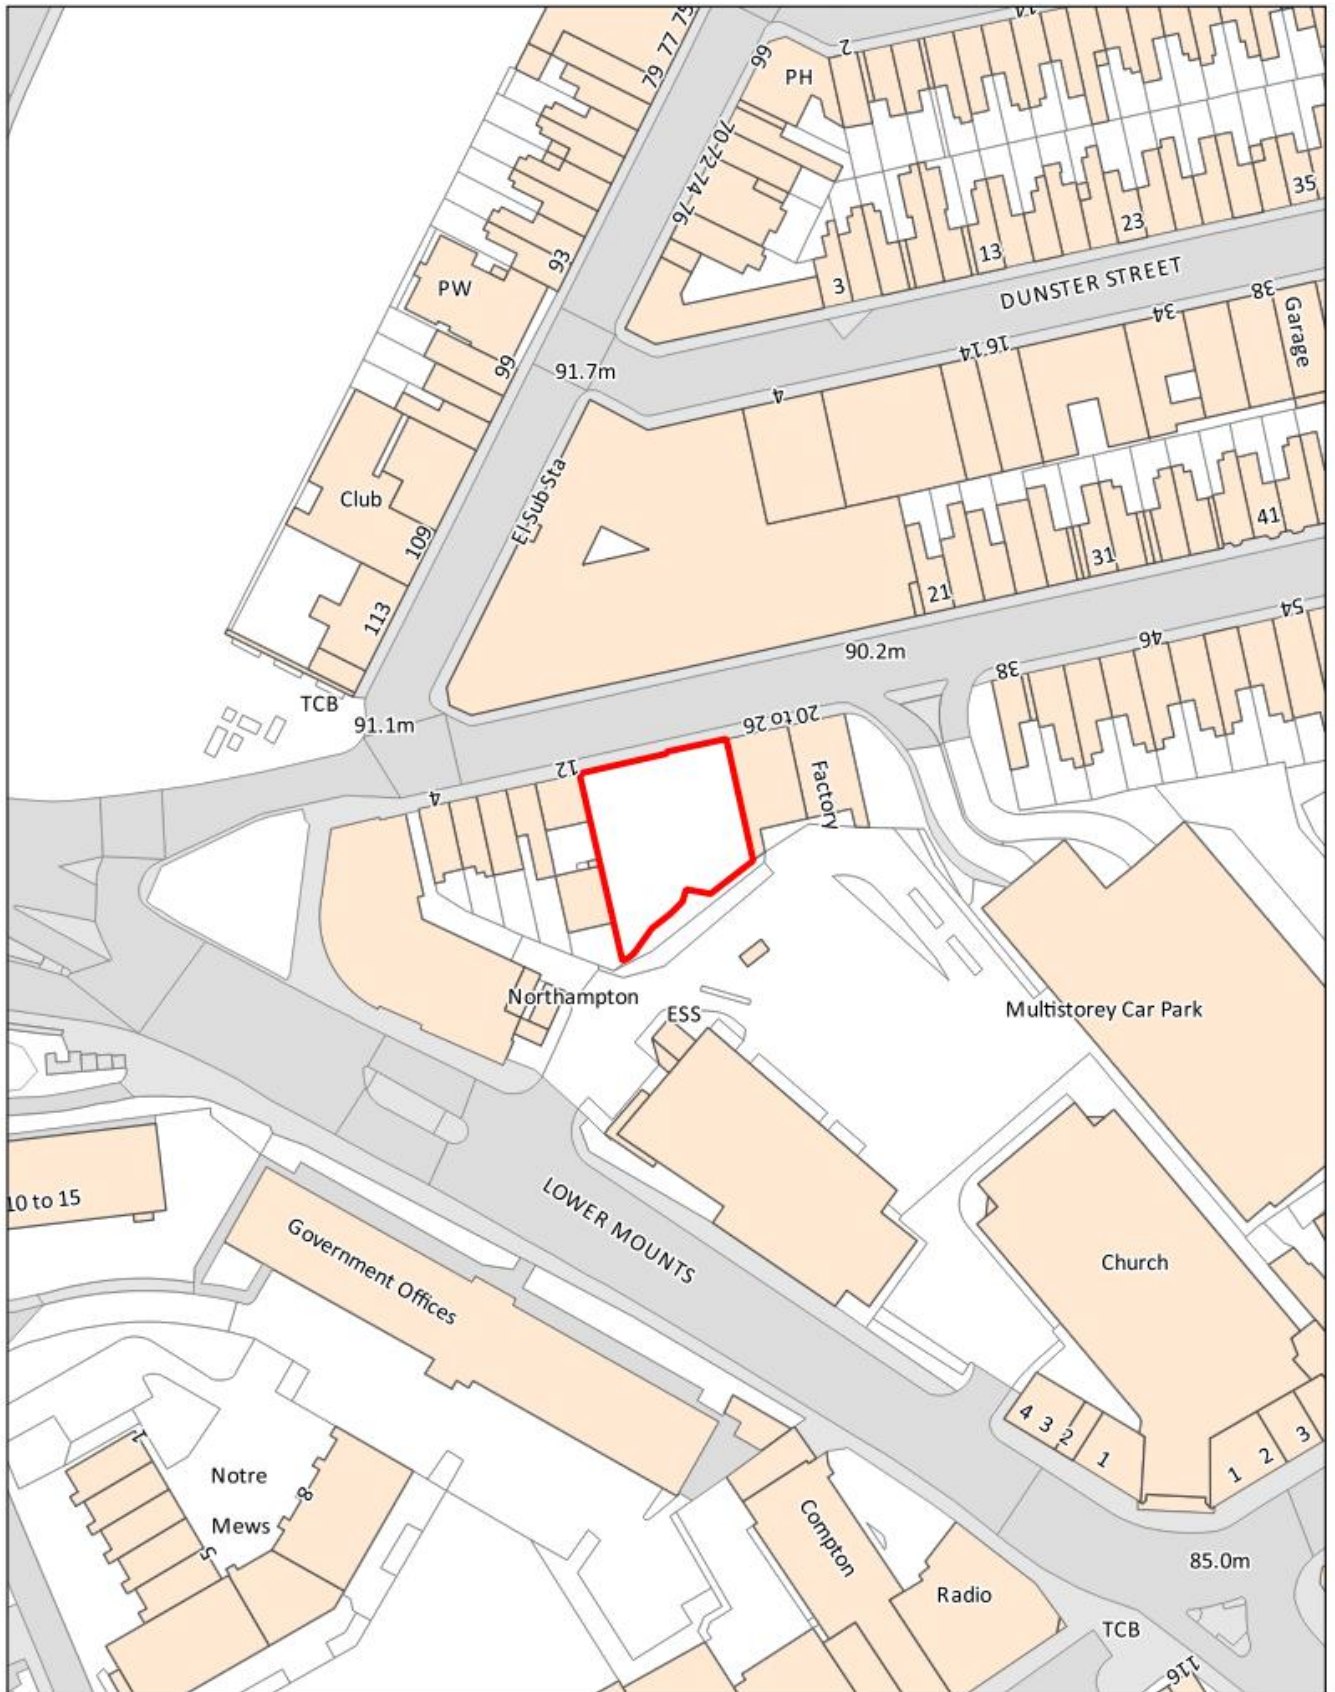 14
75
77
79
66
PH
2
70-72-74-76
35
23
13
3
93
PW
DUNSTER STREET
38
Garage
34
16
14
99
91.7m
4
El Sub Sta
Club
109
41
31
21
113
54
90.2m
46
38
TCB
91.1m
20 to 26
12
Factory
4
Northampton
ESS
Multistorey Car Park
LOWER MOUNTS
10 to 15
Government Offices
Church
4
3
2
1
1
2
3
1
Notre
Mews
8
5
Compton
85.0m
Radio
TCB
116